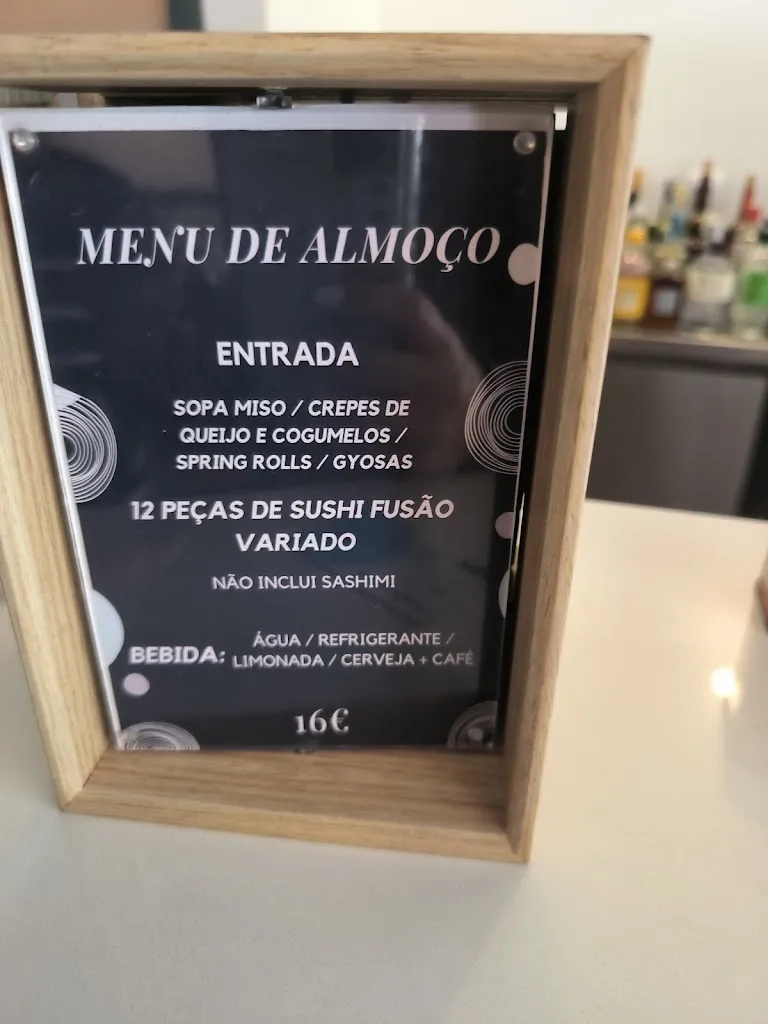 MENU DE ALMOÇO
ENTRADA
SOPA MISO / CREPES DE
QUEIJO E COGUMELOS /
SPRING ROLLS / GYOSAS
12 PEÇAS DE SUSHI FUSÃO
VARIADO
NÃO INCLUI SASHIMI
BEBIDA: ÁGUA / REFRIGERANTE /
LIMONADA / CERVEJA + CAFÉ
16€